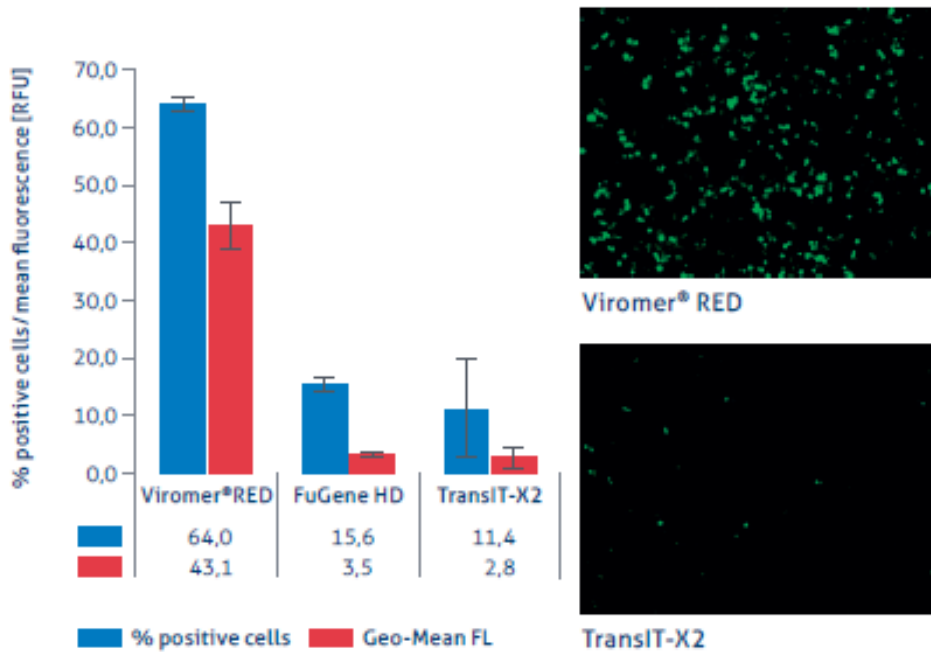 % positive cells/ mean fluorescence [RFU]
70,0
60,0
50,0
40,0
30,0
20,0
10,0
0,0
Viromer®RED FuGene HD TransIT-X2
64,0 15,6 11,4
43,1 3,5 2,8
% positive cells Geo-Mean FL
Viromer® RED
TransIT-X2